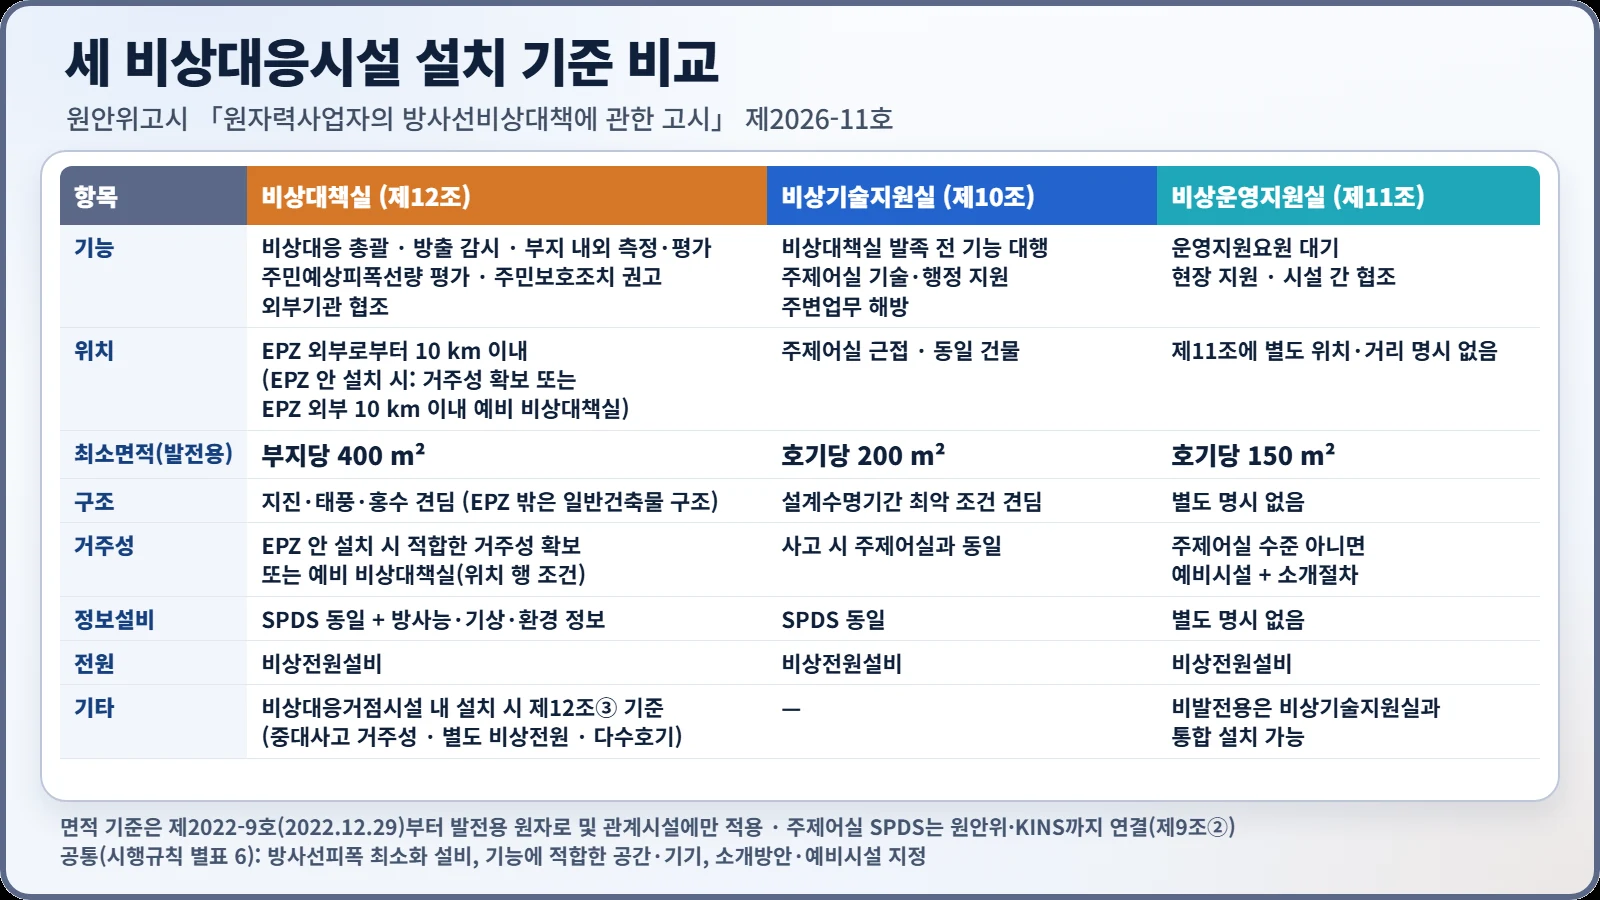 세 비상대응시설 설치 기준 비교
원안위고시 「원자력사업자의 방사선비상대책에 관한 고시」 제2026-11호
항목
비상대책실 (제12조)
비상기술지원실 (제10조)
비상운영지원실 (제11조)
기능
비상대응 총괄 · 방출 감시 · 부지 내외 측정·평가
주민예상피폭선량 평가 · 주민보호조치 권고
외부기관 협조
비상대책실 발족 전 기능 대행
주제어실 기술·행정 지원
주변업무 해방
운영지원요원 대기
현장 지원 · 시설 간 협조
위치
EPZ 외부로부터 10 km 이내
(EPZ 안 설치 시: 거주성 확보 또는
EPZ 외부 10 km 이내 예비 비상대책실)
주제어실 근접 · 동일 건물
제11조에 별도 위치·거리 명시 없음
최소면적(발전용)
부지당 400 m²
호기당 200 m²
호기당 150 m²
구조
지진·태풍·홍수 견딤 (EPZ 밖은 일반건축물 구조)
설계수명기간 최악 조건 견딤
별도 명시 없음
거주성
EPZ 안 설치 시 적합한 거주성 확보
또는 예비 비상대책실(위치 행 조건)
사고 시 주제어실과 동일
주제어실 수준 아니면
예비시설 + 소개절차
정보설비
SPDS 동일 + 방사능·기상·환경 정보
SPDS 동일
별도 명시 없음
전원
비상전원설비
비상전원설비
비상전원설비
기타
비상대응거점시설 내 설치 시 제12조③ 기준
(중대사고 거주성 · 별도 비상전원 · 다수호기)
—
비발전용은 비상기술지원실과
통합 설치 가능
면적 기준은 제2022-9호(2022.12.29)부터 발전용 원자로 및 관계시설에만 적용 · 주제어실 SPDS는 원안위·KINS까지 연결(제9조②)
공통(시행규칙 별표 6): 방사선피폭 최소화 설비, 기능에 적합한 공간·기기, 소개방안·예비시설 지정